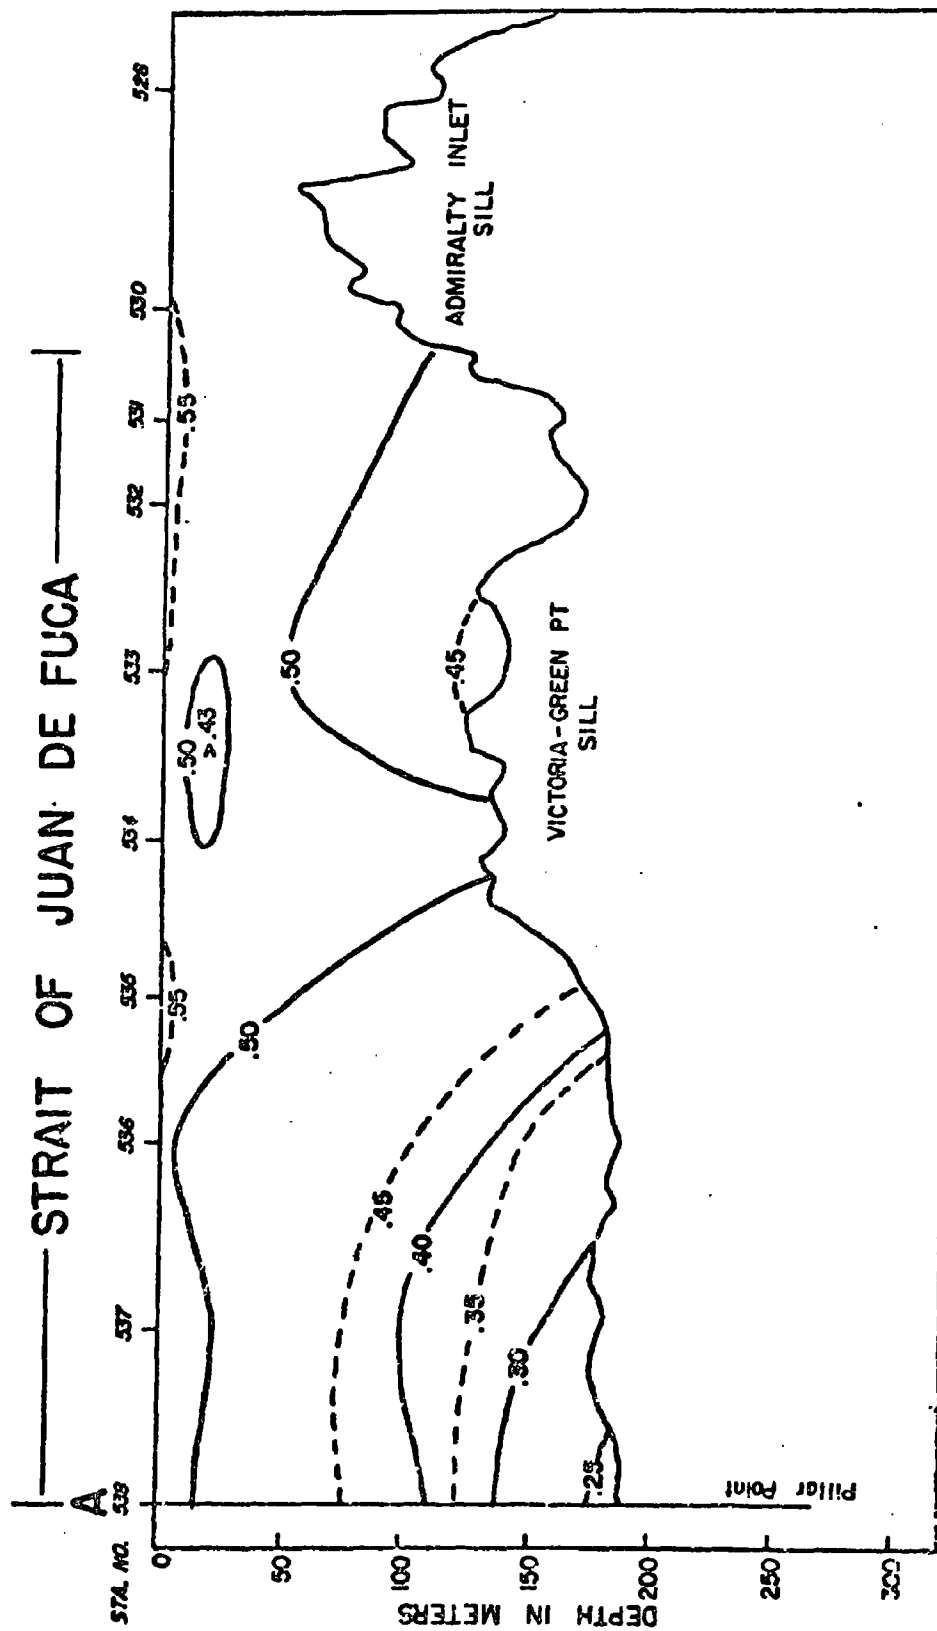 STRAIT OF JUAN DE FUCA
A
STA. NO. 538 537 536 536 534 533 532 531 530 528
0
50
100
150
200
300
DEPTH IN METERS
.55
.55
.50
>.43
.50
.50
.45
.45
.40
.35
.30
.25
VICTORIA-GREEN PT
SILL
ADMIRALTY INLET
SILL
Pillar Point